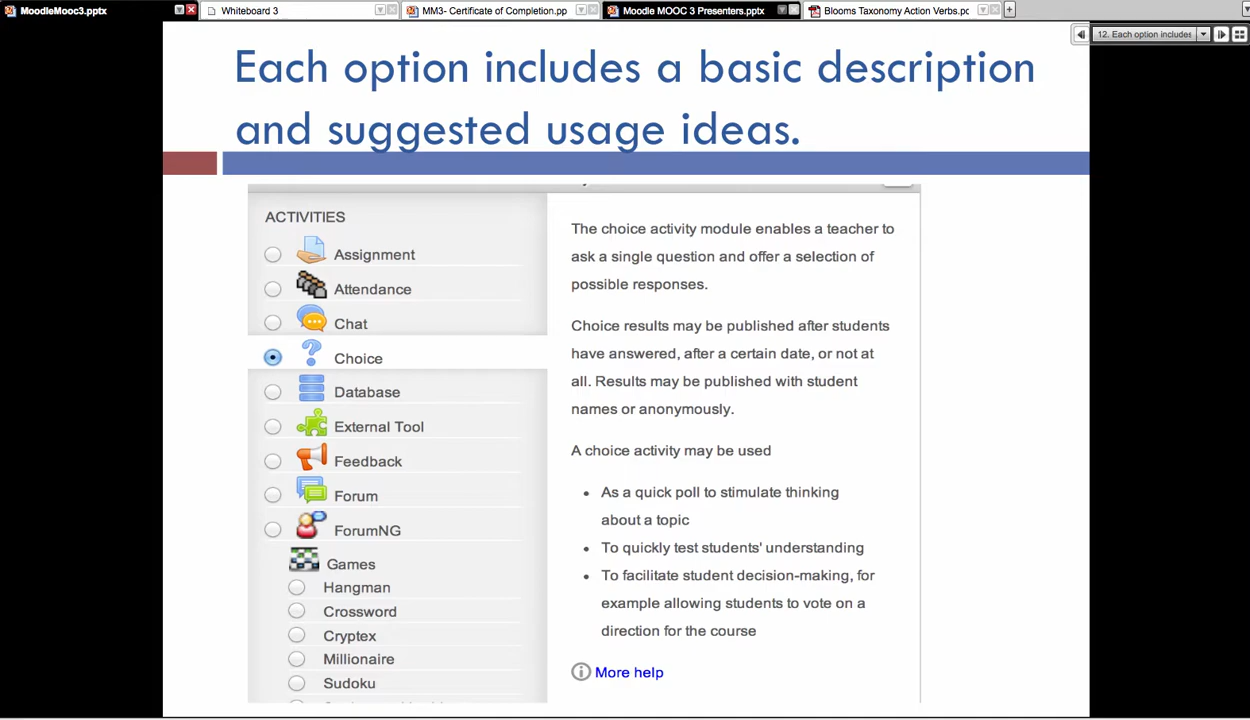 MoodleMooc3.pptx
Whiteboard 3
MM3- Certificate of Completion.pp
Moodle MOOC 3 Presenters.pptx
Blooms Taxonomy Action Verbs.pc
12. Each option includes
Each option includes a basic description
and suggested usage ideas.
ACTIVITIES
Assignment
Attendance
Chat
Choice
Database
External Tool
Feedback
Forum
ForumNG
Games
Hangman
Crossword
Cryptex
Millionaire
Sudoku
The choice activity module enables a teacher to
ask a single question and offer a selection of
possible responses.
Choice results may be published after students
have answered, after a certain date, or not at
all. Results may be published with student
names or anonymously.
A choice activity may be used
• As a quick poll to stimulate thinking
about a topic
• To quickly test students' understanding
• To facilitate student decision-making, for
example allowing students to vote on a
direction for the course
More help